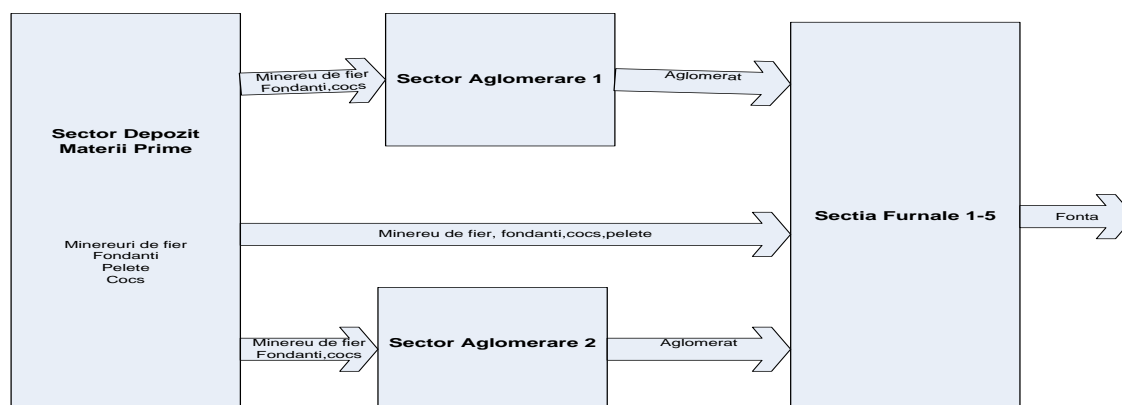 Sector Depozit
Materii Prime
Minereuri de fier
Fondanti
Pelete
Cocs
Minereu de fier
Fondanti,cocs
Sector Aglomerare 1
Aglomerat
Minereu de fier, fondanti,cocs,pelete
Minereu de fier
Fondanti,cocs
Sector Aglomerare 2
Aglomerat
Sectia Furnale 1-5
Fonta